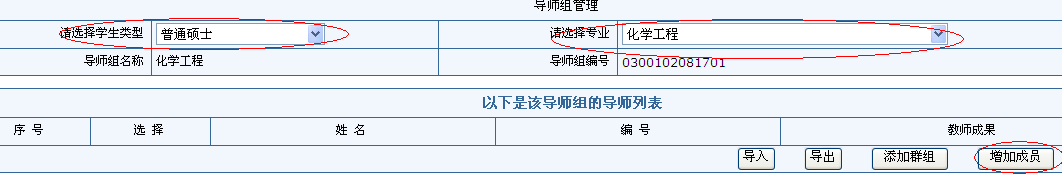 导师组管理
请选择学生类型 普通硕士 请选择专业 化学工程
导师组名称 化学工程 导师组编号 0300102081701
以下是该导师组的导师列表
序 号 选 择 姓 名 编 号 教师成果
导入 导出 添加群组 增加成员